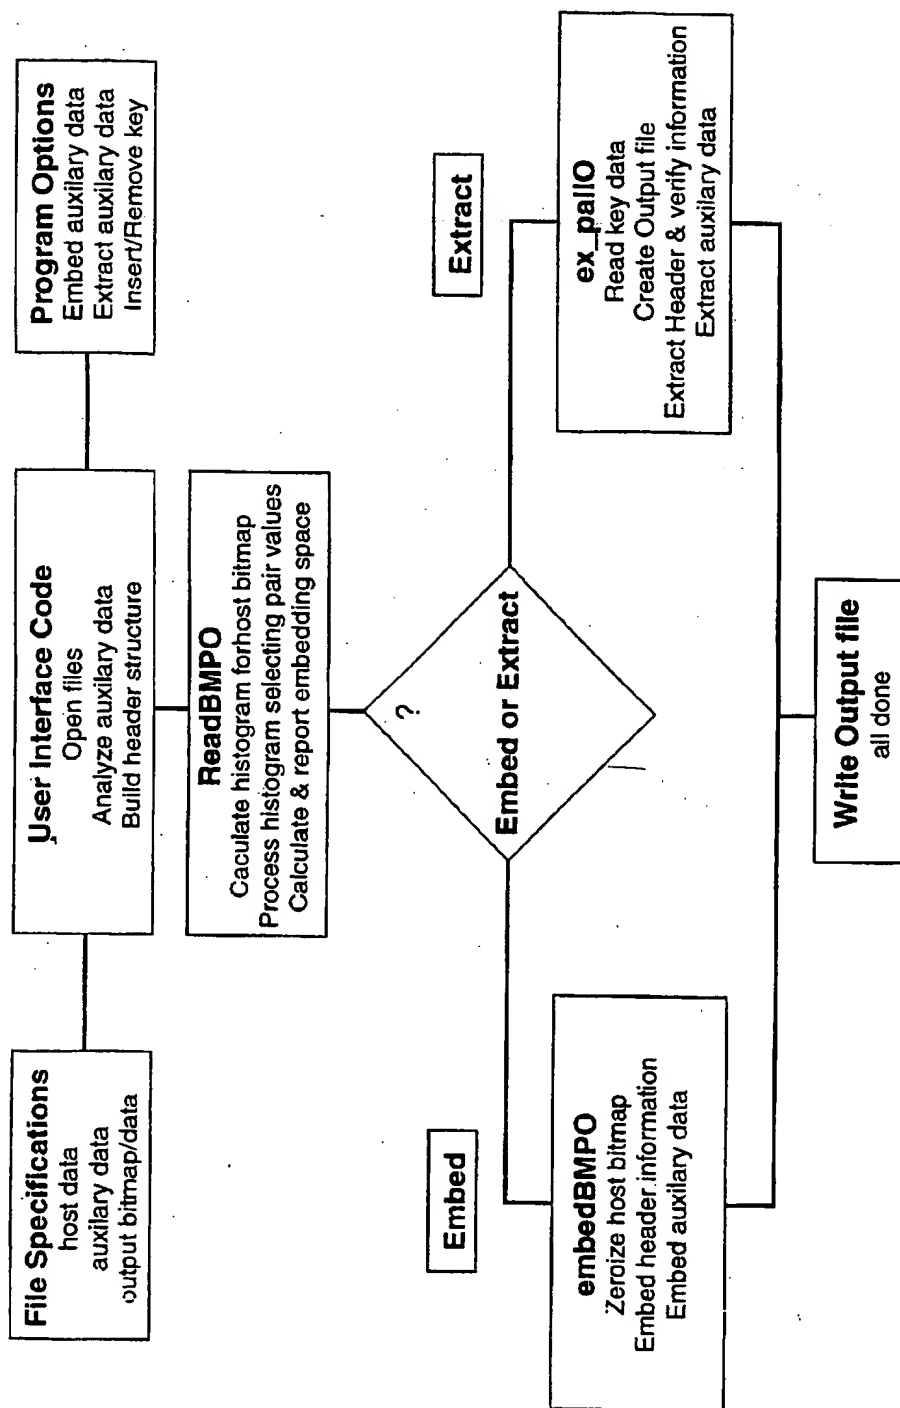 File Specifications
host data
auxilary data
output bitmap/data
User Interface Code
Open files
Analyze auxilary data
Build header structure
Program Options
Embed auxilary data
Extract auxilary data
Insert/Remove key
ReadBMPO
Caculate histogram forhost bitmap
Process histogram selecting pair values
Calculate & report embedding space
?
Embed or Extract
Embed
Extract
embedBMPO
Zeroize host bitmap
Embed header information
Embed auxilary data
ex_pallO
Read key data
Create Output file
Extract Header & verify information
Extract auxilary data
Write Output file
all done